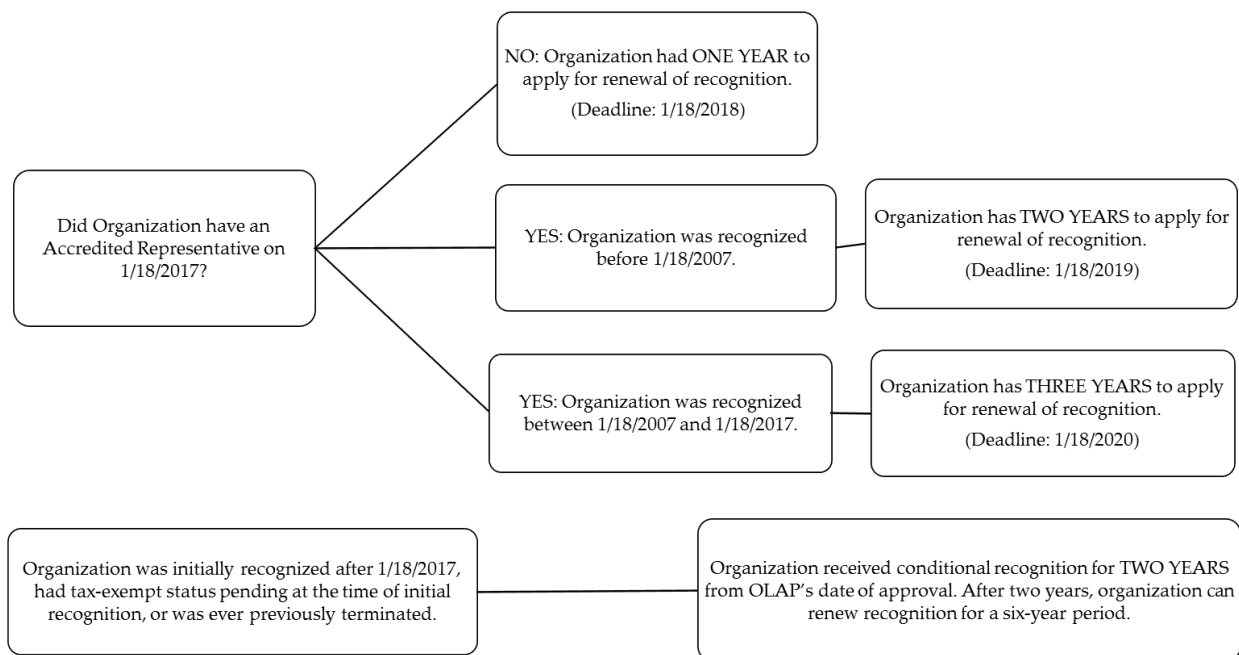 NO: Organization had ONE YEAR to
apply for renewal of recognition.
(Deadline: 1/18/2018)
Did Organization have an
Accredited Representative on
1/18/2017?
YES: Organization was recognized
before 1/18/2007.
Organization has TWO YEARS to apply for
renewal of recognition.
(Deadline: 1/18/2019)
YES: Organization was recognized
between 1/18/2007 and 1/18/2017.
Organization has THREE YEARS to apply
for renewal of recognition.
(Deadline: 1/18/2020)
Organization was initially recognized after 1/18/2017,
had tax-exempt status pending at the time of initial
recognition, or was ever previously terminated.
Organization received conditional recognition for TWO YEARS
from OLAP’s date of approval. After two years, organization can
renew recognition for a six-year period.